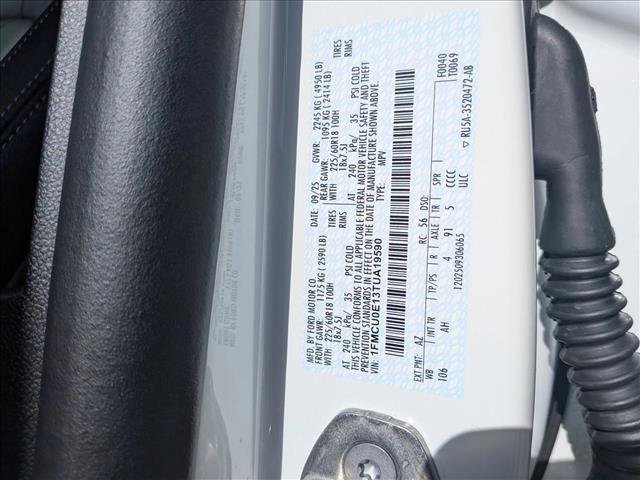 MFD. BY FORD MOTOR CO. DATE: 09/25 GVWR: 2245 KG ( 4950 LB)
FRONT GAWR: 1175 KG ( 2590 LB) REAR GAWR: 1095 KG ( 2414 LB)
WITH 225/60R18 100H TIRES WITH 225/60R18 100H TIRES
18x7.5J RIMS 18x7.5J RIMS
AT 240 kPa/ 35 PSI COLD AT 240 kPa/ 35 PSI COLD
THIS VEHICLE CONFORMS TO ALL APPLICABLE FEDERAL MOTOR VEHICLE SAFETY AND THEFT
PREVENTION STANDARDS IN EFFECT ON THE DATE OF MANUFACTURE SHOWN ABOVE.
VIN: 1FMCU0E13TUA19590 TYPE: MPV
F0040
T0069
EXT PNT: AZ RC: 56 DSO:
WB INT TR TP/PS R AXLE TR SPR
106 AH 4 91 5 CCCC
ULC
1202509306065 ▽ RU5A-3520472-AB